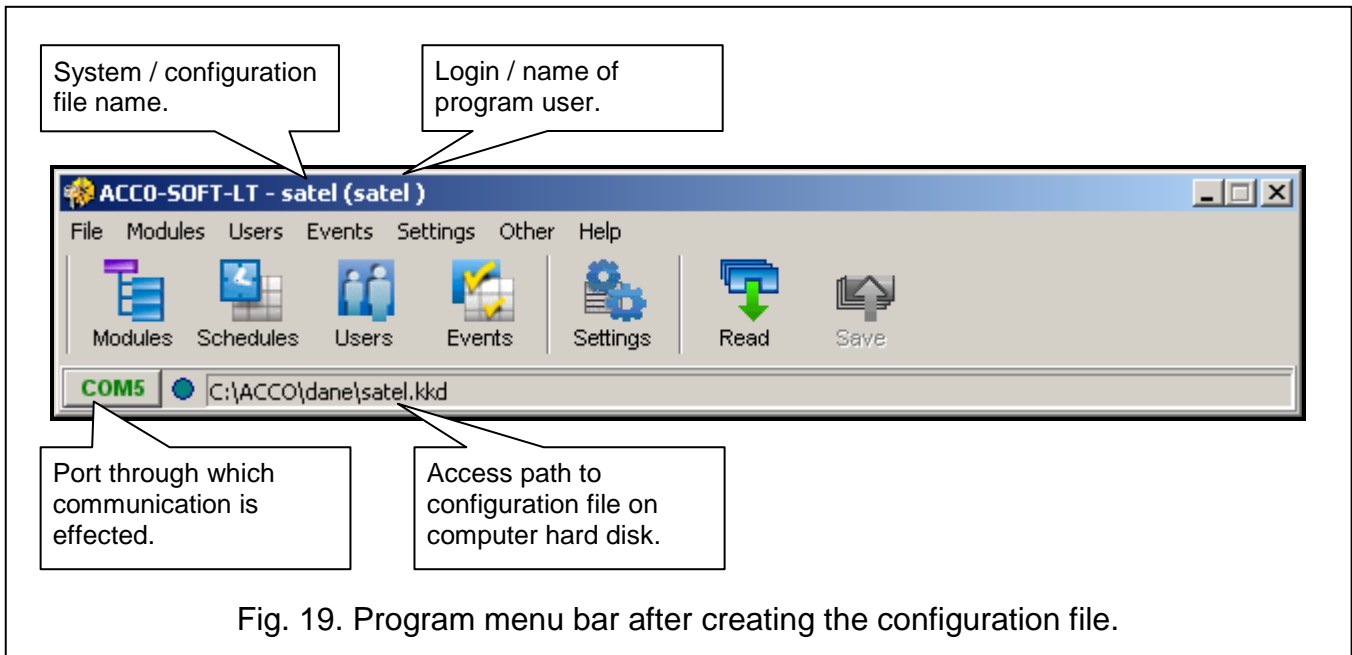 System / configuration
file name.
Login / name of
program user.
ACCO-SOFT-LT - satel (satel )
File Modules Users Events Settings Other Help
Modules Schedules Users Events Settings Read Save
COM5 C:\ACCO\dane\satel.kkd
Port through which
communication is
effected.
Access path to
configuration file on
computer hard disk.
Fig. 19. Program menu bar after creating the configuration file.